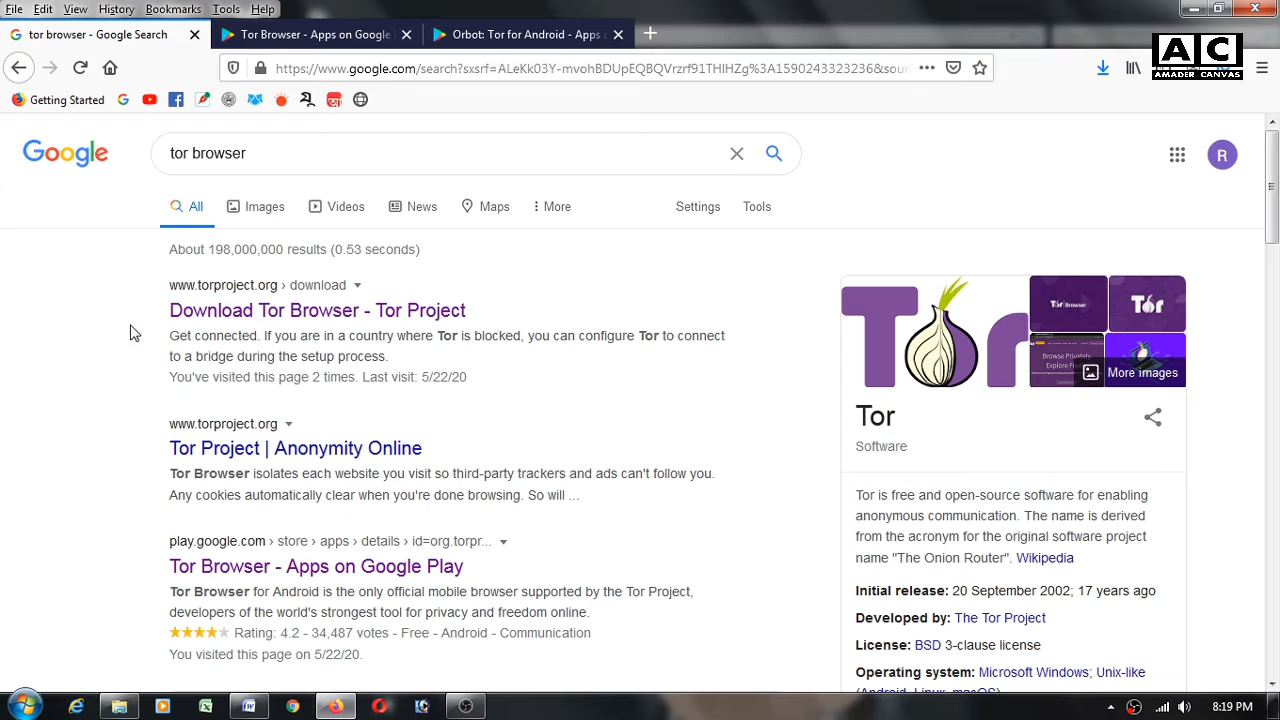 File Edit View History Bookmarks Tools Help
tor browser - Google Search
Tor Browser - Apps on Google
Orbot: Tor for Android - Apps
AC
AMADER CANVAS
https://www.google.com/search?sxsrf=ALeKk03Y-mvohBDUpEQBQVrzrf91THIHZg%3A1590243323236&sour
Getting Started
Google
tor browser
R
All Images Videos News Maps More Settings Tools
About 198,000,000 results (0.53 seconds)
www.torproject.org › download
Download Tor Browser - Tor Project
Get connected. If you are in a country where Tor is blocked, you can configure Tor to connect
to a bridge during the setup process.
You've visited this page 2 times. Last visit: 5/22/20
www.torproject.org
Tor Project | Anonymity Online
Tor Browser isolates each website you visit so third-party trackers and ads can't follow you.
Any cookies automatically clear when you're done browsing. So will ...
play.google.com › store › apps › details › id=org.torpr...
Tor Browser - Apps on Google Play
Tor Browser for Android is the only official mobile browser supported by the Tor Project,
developers of the world's strongest tool for privacy and freedom online.
Rating: 4.2 - 34,487 votes - Free - Android - Communication
You visited this page on 5/22/20.
Tor
Tor Browser
Tor
Browse Privately
Explore Freely
More images
Tor
Software
Tor is free and open-source software for enabling
anonymous communication. The name is derived
from the acronym for the original software project
name "The Onion Router". Wikipedia
Initial release: 20 September 2002; 17 years ago
Developed by: The Tor Project
License: BSD 3-clause license
Operating system: Microsoft Windows; Unix-like
(Android, Linux, macOS)
8:19 PM